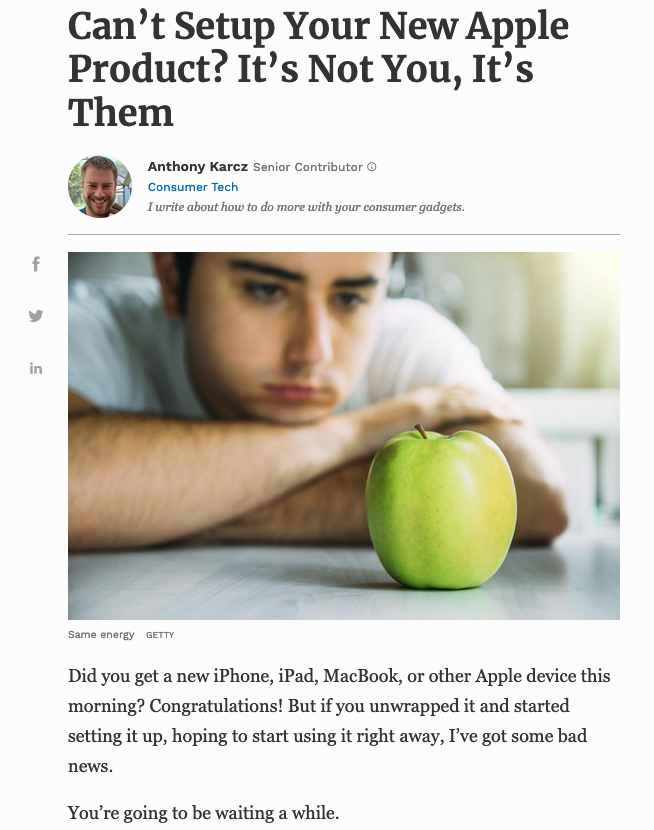 Can’t Setup Your New Apple
Product? It’s Not You, It’s
Them
Anthony Karcz Senior Contributor
Consumer Tech
I write about how to do more with your consumer gadgets.
Same energy GETTY
Did you get a new iPhone, iPad, MacBook, or other Apple device this
morning? Congratulations! But if you unwrapped it and started
setting it up, hoping to start using it right away, I’ve got some bad
news.
You’re going to be waiting a while.